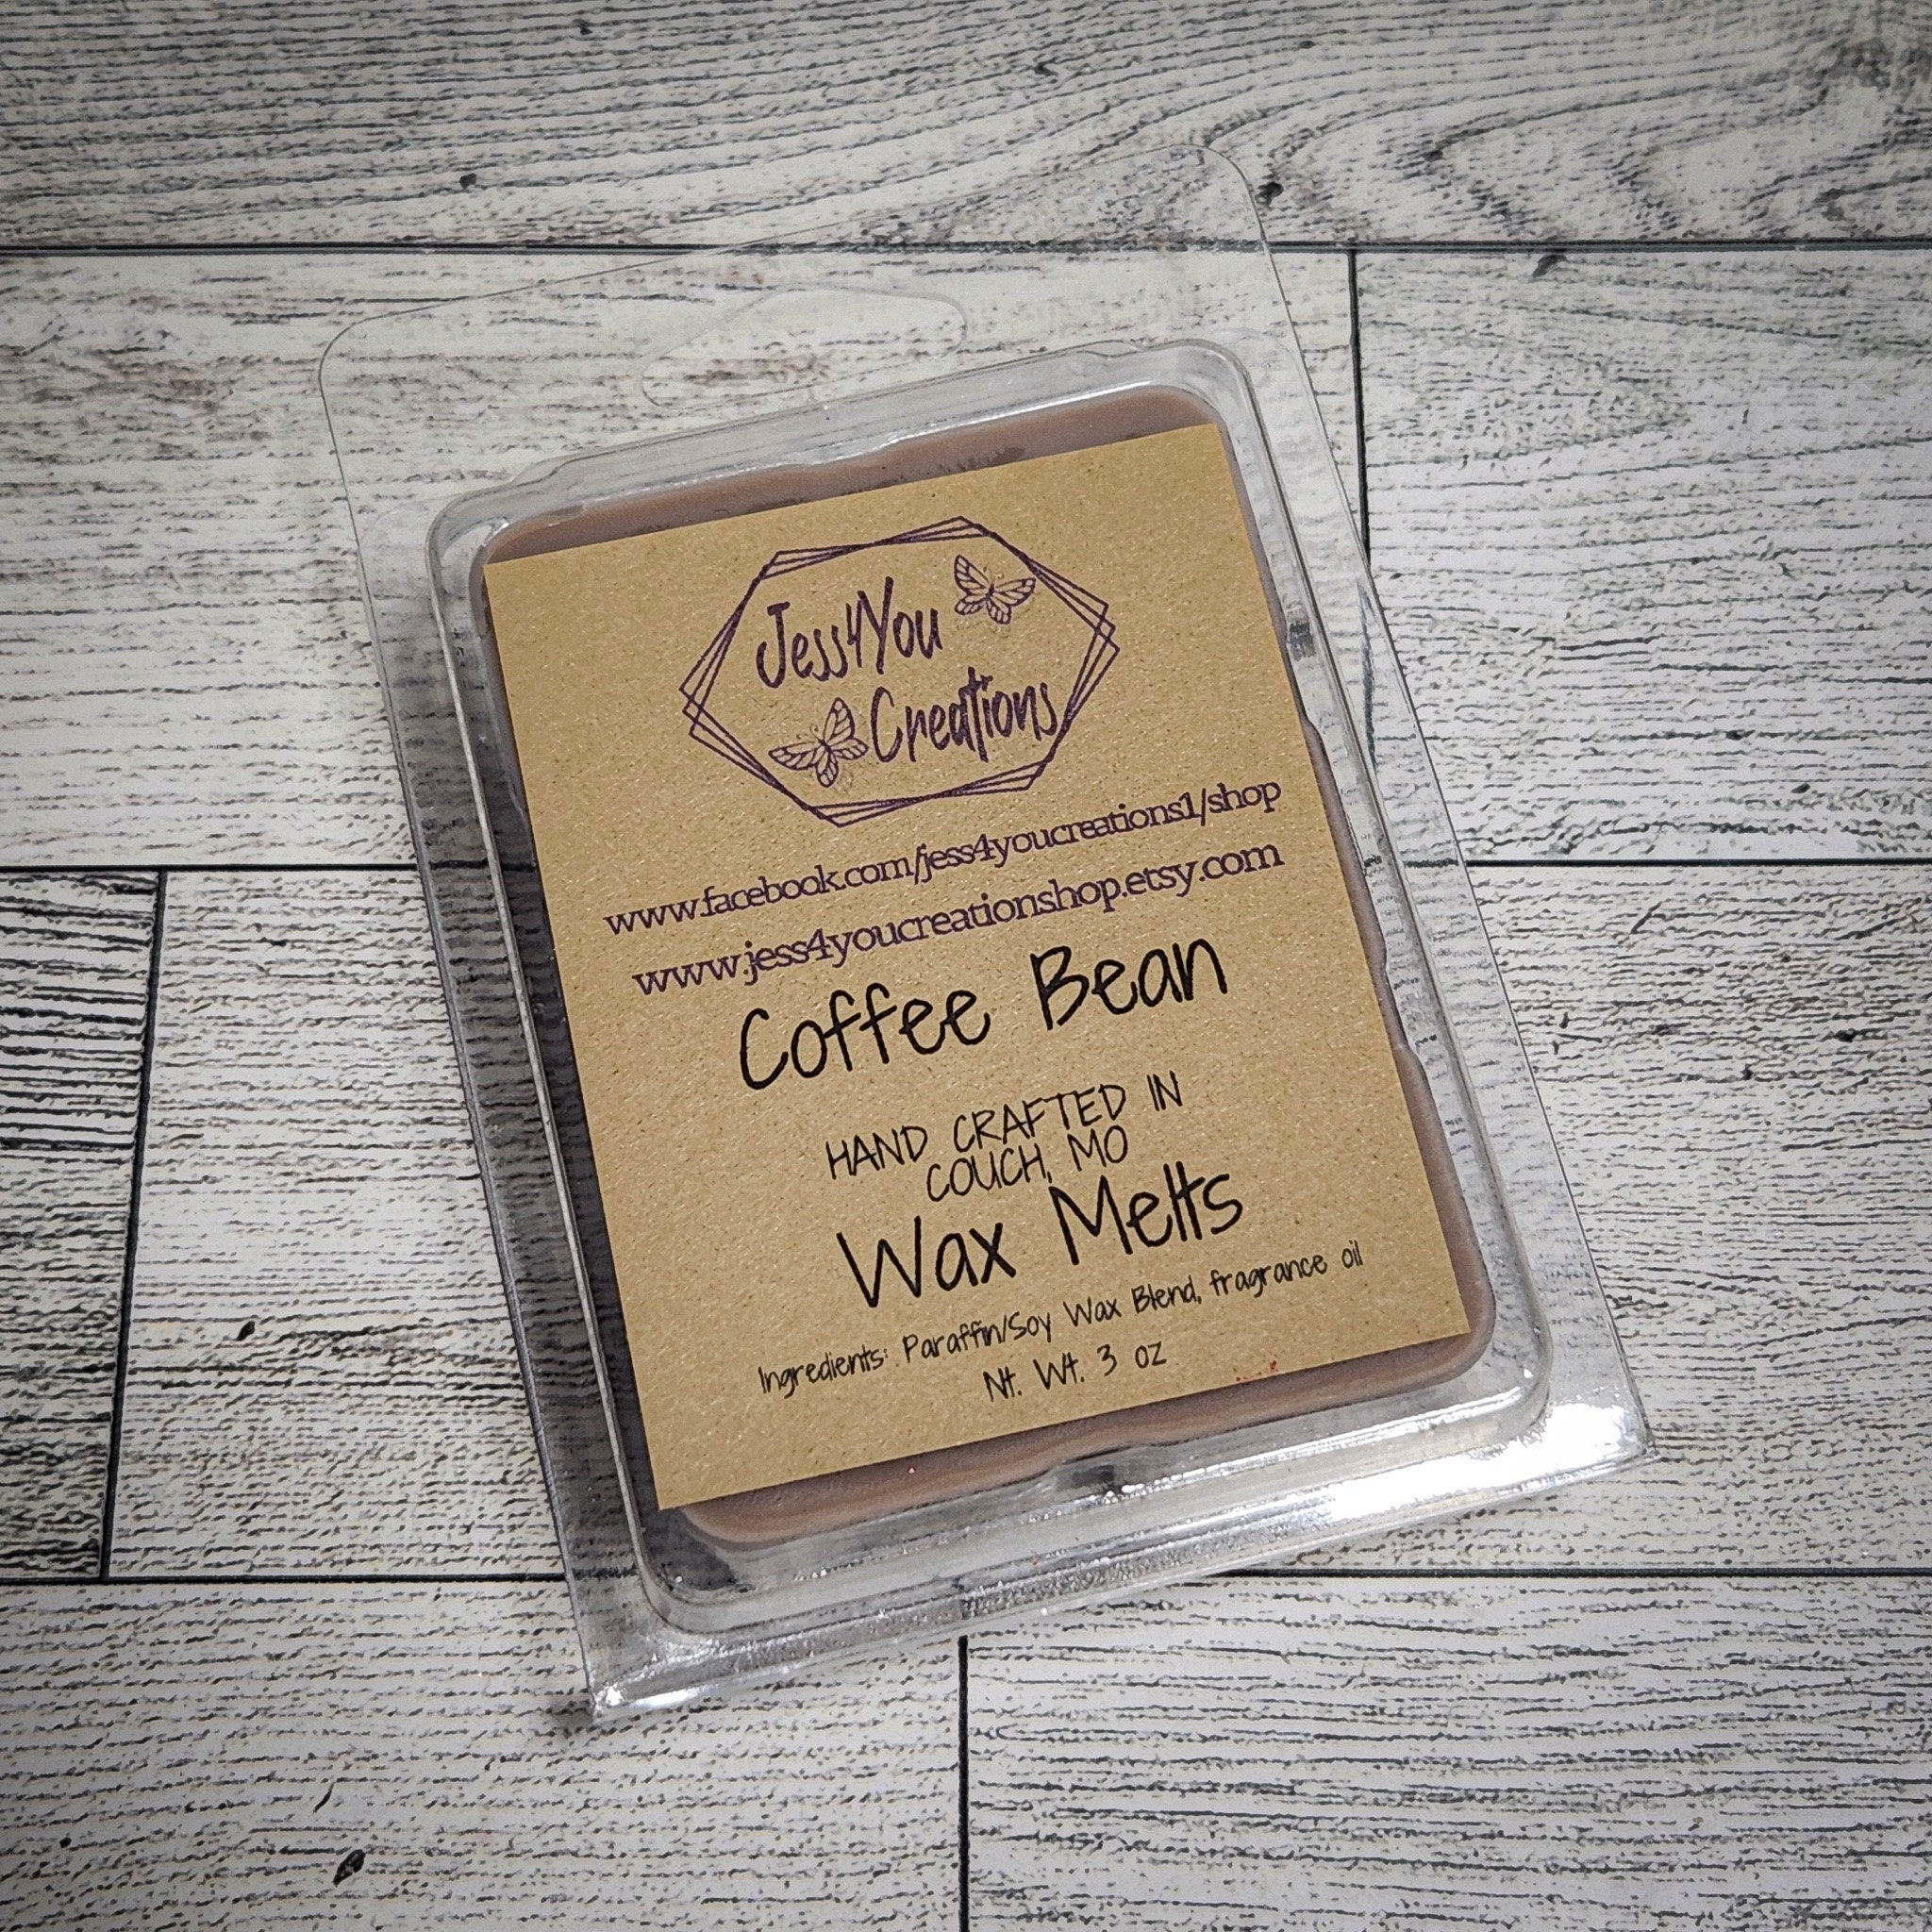 Jess4You
Creations
www.facebook.com/jess4youcreations1/shop
www.jess4youcreationshop.etsy.com
Coffee Bean
HAND CRAFTED IN
COUCH, MO
Wax Melts
Ingredients: Paraffin/Soy Wax Blend, fragrance oil
Nt. Wt. 3 oz